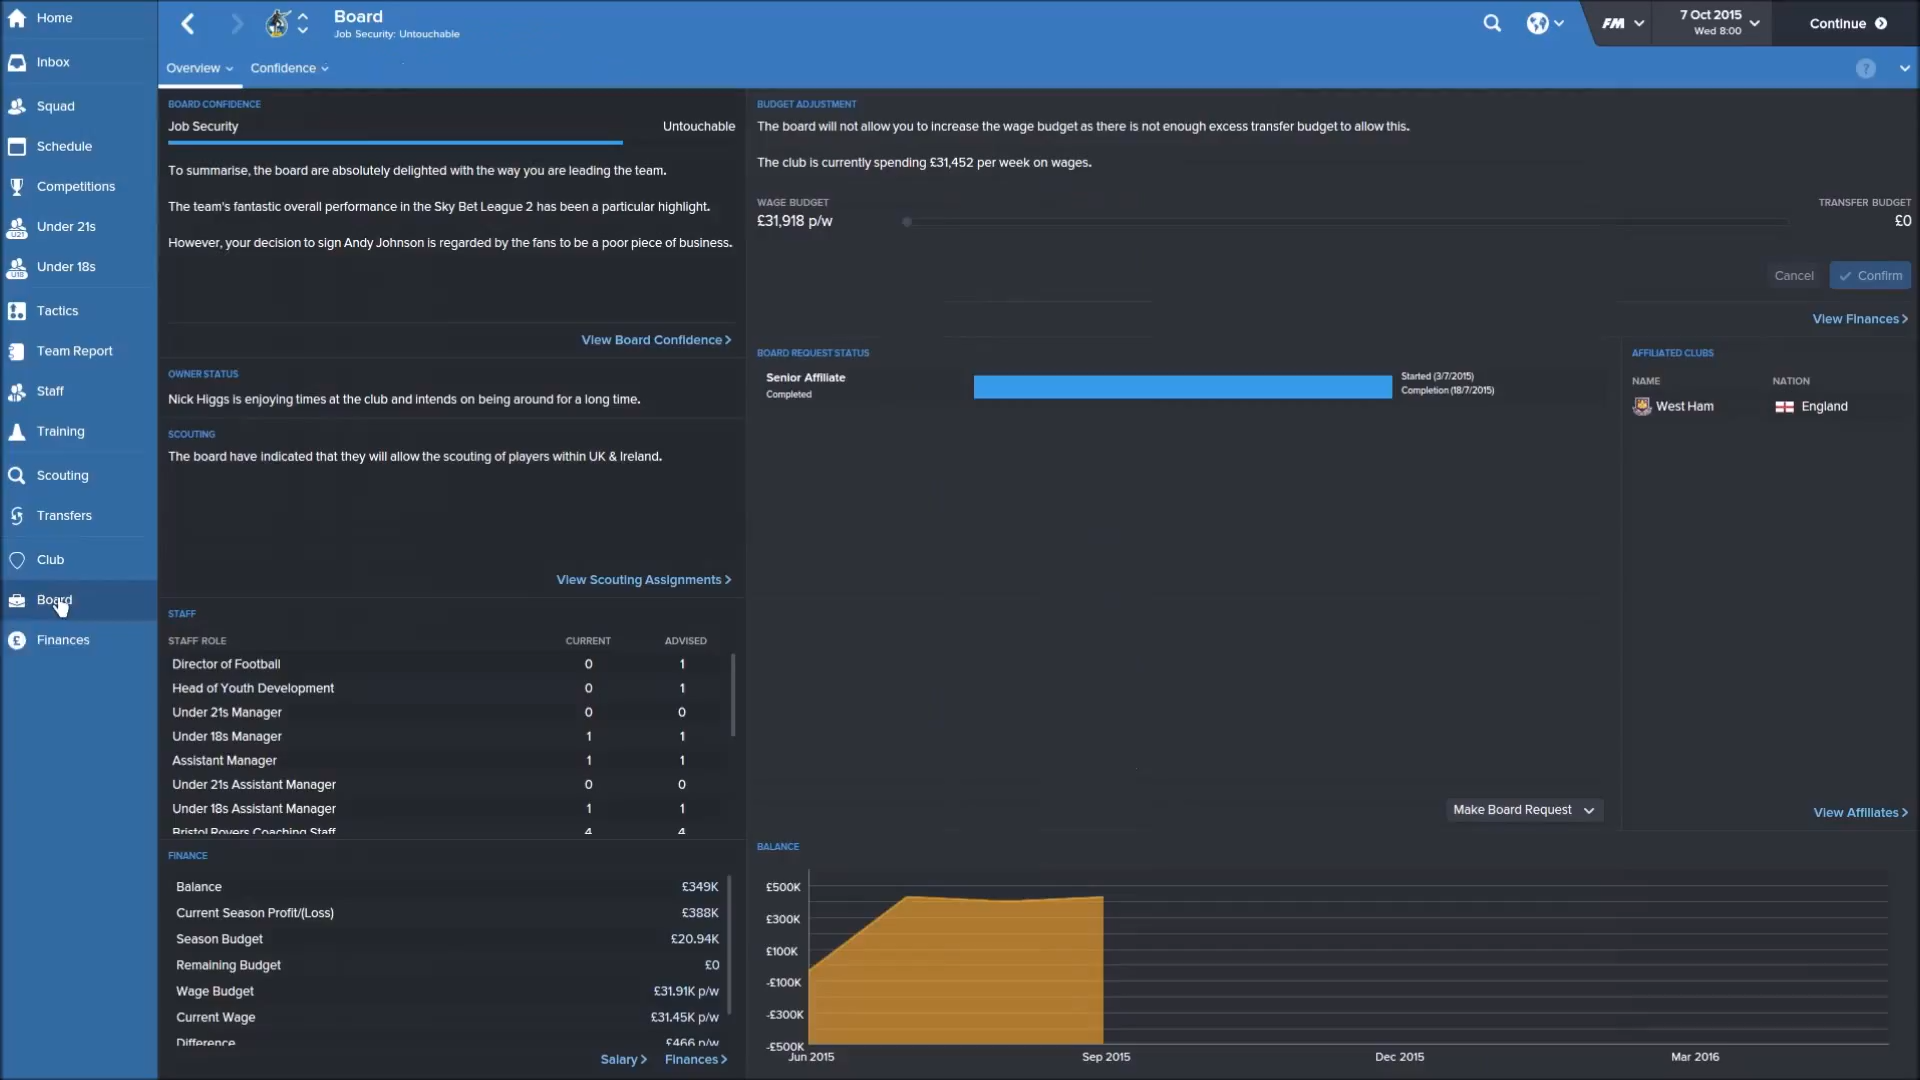 Home
Inbox
Squad
Schedule
Competitions
U21
Under 21s
U18
Under 18s
Tactics
Team Report
Staff
Training
Scouting
Transfers
Club
Board
£ Finances
Board
Job Security: Untouchable
FM
7 Oct 2015
Wed 8:00
Continue
Overview
Confidence
?
BOARD CONFIDENCE
Job Security Untouchable
To summarise, the board are absolutely delighted with the way you are leading the team.
The team's fantastic overall performance in the Sky Bet League 2 has been a particular highlight.
However, your decision to sign Andy Johnson is regarded by the fans to be a poor piece of business.
View Board Confidence >
OWNER STATUS
Nick Higgs is enjoying times at the club and intends on being around for a long time.
SCOUTING
The board have indicated that they will allow the scouting of players within UK & Ireland.
View Scouting Assignments >
STAFF
STAFF ROLE CURRENT ADVISED
Director of Football 0 1
Head of Youth Development 0 1
Under 21s Manager 0 0
Under 18s Manager 1 1
Assistant Manager 1 1
Under 21s Assistant Manager 0 0
Under 18s Assistant Manager 1 1
Bristol Rovers Coaching Staff 4 4
FINANCE
Balance £349K
Current Season Profit/(Loss) £388K
Season Budget £20.94K
Remaining Budget £0
Wage Budget £31.91K p/w
Current Wage £31.45K p/w
Difference £466 p/w
Salary > Finances >
BUDGET ADJUSTMENT
The board will not allow you to increase the wage budget as there is not enough excess transfer budget to allow this.
The club is currently spending £31,452 per week on wages.
WAGE BUDGET TRANSFER BUDGET
£31,918 p/w £0
Cancel Confirm
View Finances >
BOARD REQUEST STATUS
Senior Affiliate
Completed
Started (3/7/2015)
Completion (18/7/2015)
Make Board Request
AFFILIATED CLUBS
NAME NATION
West Ham England
View Affiliates >
BALANCE
£500K
£300K
£100K
-£100K
-£300K
-£500K
Jun 2015 Sep 2015 Dec 2015 Mar 2016